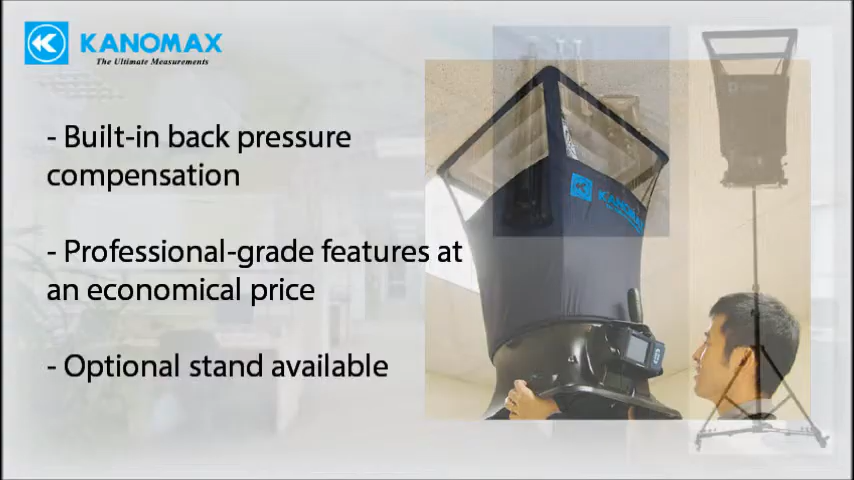 KANOMAX
The Ultimate Measurements
- Built-in back pressure
compensation
- Professional-grade features at
an economical price
- Optional stand available
KANOMAX